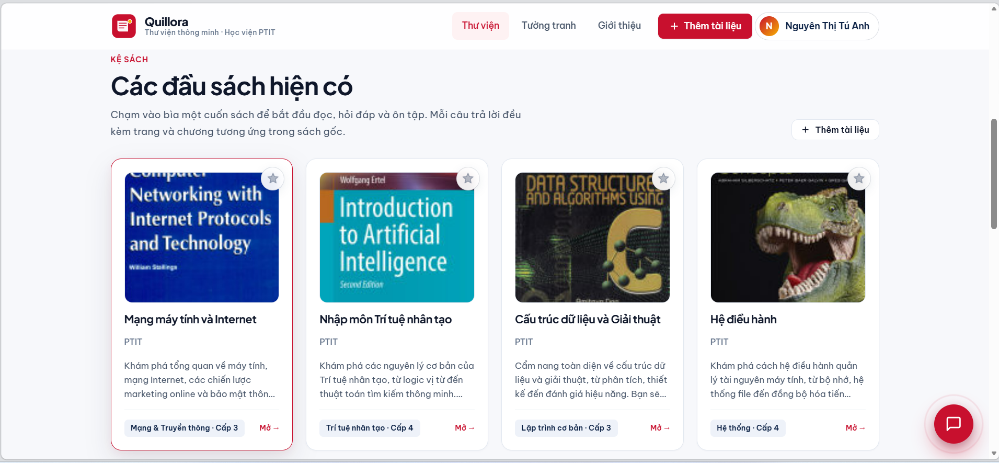 Quillora
Thư viện thông minh · Học viện PTIT
Thư viện
Tường tranh
Giới thiệu
+ Thêm tài liệu
N
Nguyễn Thị Tú Anh
KỆ SÁCH
Các đầu sách hiện có
Chạm vào bìa một cuốn sách để bắt đầu đọc, hỏi đáp và ôn tập. Mỗi câu trả lời đều
kèm trang và chương tương ứng trong sách gốc.
+ Thêm tài liệu
Computer
Networking with
Internet Protocols
and Technology
William Stallings
Mạng máy tính và Internet
PTIT
Khám phá tổng quan về máy tính,
mạng Internet, các chiến lược
marketing online và bảo mật thôn...
Mạng & Truyền thông · Cấp 3
Mở →
Wolfgang Ertel
Introduction
to Artificial
Intelligence
Second Edition
Nhập môn Trí tuệ nhân tạo
PTIT
Khám phá các nguyên lý cơ bản của
Trí tuệ nhân tạo, từ logic vị từ đến
thuật toán tìm kiếm thông minh....
Trí tuệ nhân tạo · Cấp 4
Mở →
DATA STRUCTURES
AND ALGORITHMS USING
C
Cấu trúc dữ liệu và Giải thuật
PTIT
Cẩm nang toàn diện về cấu trúc dữ
liệu và giải thuật, từ phân tích, thiết
kế đến đánh giá hiệu năng. Bạn sẽ...
Lập trình cơ bản · Cấp 3
Mở →
ABRAHAM SILBERSCHATZ • PETER BAER GALVIN • GREG
Hệ điều hành
PTIT
Khám phá cách hệ điều hành quản
lý tài nguyên máy tính, từ bộ nhớ, hệ
thống file đến đồng bộ hóa tiến...
Hệ thống · Cấp 4
Mở →